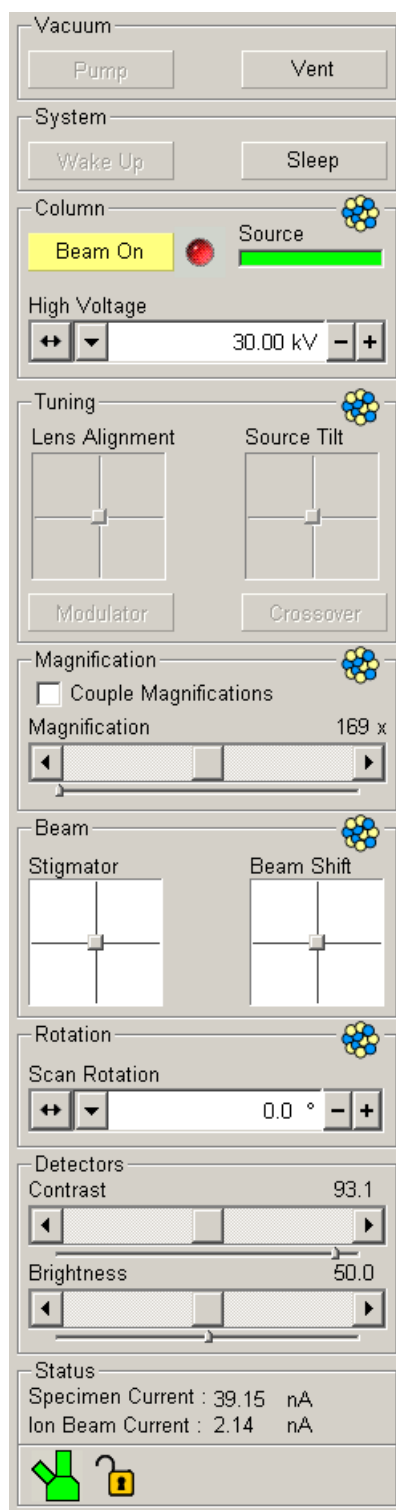 Vacuum
Pump Vent
System
Wake Up Sleep
Column
Source
Beam On
High Voltage
30.00 kV - +
Tuning
Lens Alignment Source Tilt
Modulator Crossover
Magnification
Couple Magnifications
Magnification 169 x
Beam
Stigmator Beam Shift
Rotation
Scan Rotation
0.0 ° - +
Detectors
Contrast 93.1
Brightness 50.0
Status
Specimen Current : 39.15 nA
Ion Beam Current : 2.14 nA